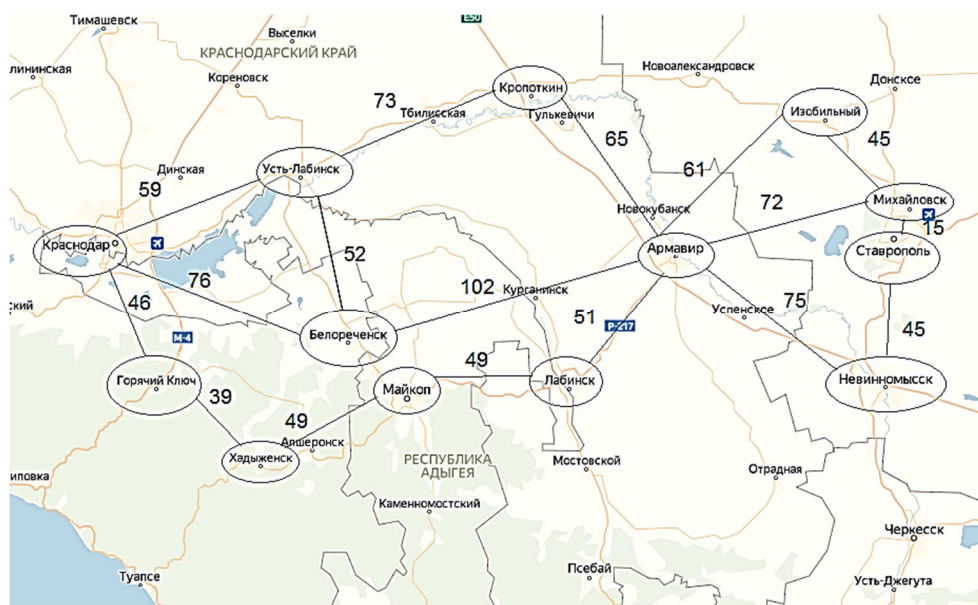 Тимашевск
E50
Выселки
КРАСНОДАРСКИЙ КРАЙ
Новоалександровск
алининская
Кореновск
Кропоткин
Донское
73
Тбилисская
Гулькевичи
Изобильный
65
45
Динская
Усть-Лабинск
61
59
Михайловск
72
Новокубанск
15
Краснодар
Армавир
Ставрополь
52
76
102
Курганинск
75
ский
46
51
Успенское
P-217
45
М-4
Белореченск
49
Горячий Ключ
Майкоп
Лабинск
Невинномысск
39
49
Апшеронск
Хадыженск
РЕСПУБЛИКА
АДЫГЕЯ
Мостовской
Отрадная
иповка
Каменномостский
Черкесск
Туапсе
Псебай
Усть-Джегута